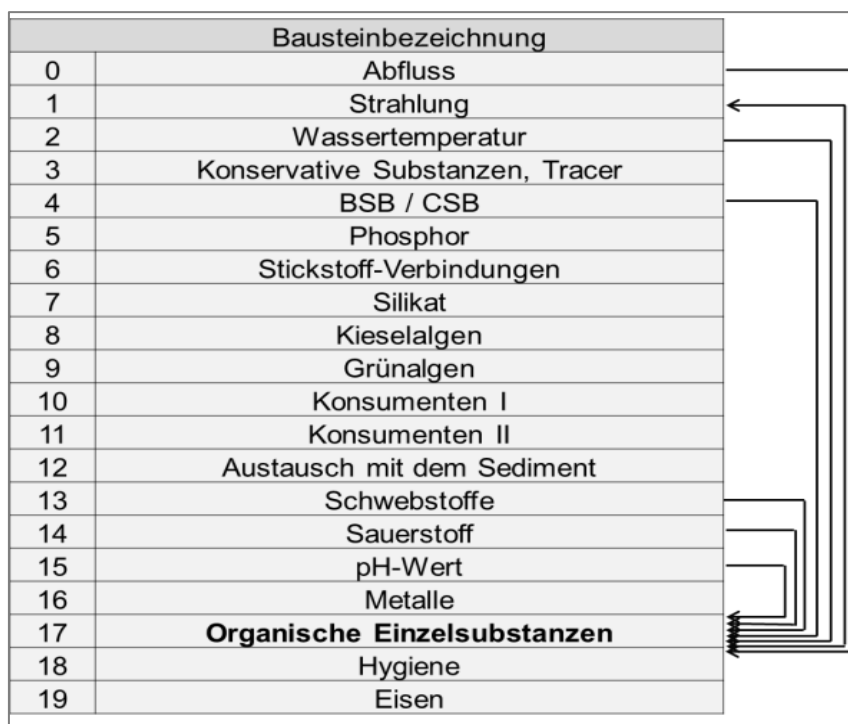 Bausteinbezeichnung
0 Abfluss
1 Strahlung
2 Wassertemperatur
3 Konservative Substanzen, Tracer
4 BSB / CSB
5 Phosphor
6 Stickstoff-Verbindungen
7 Silikat
8 Kieselalgen
9 Grünalgen
10 Konsumenten I
11 Konsumenten II
12 Austausch mit dem Sediment
13 Schwebstoffe
14 Sauerstoff
15 pH-Wert
16 Metalle
17 Organische Einzelsubstanzen
18 Hygiene
19 Eisen